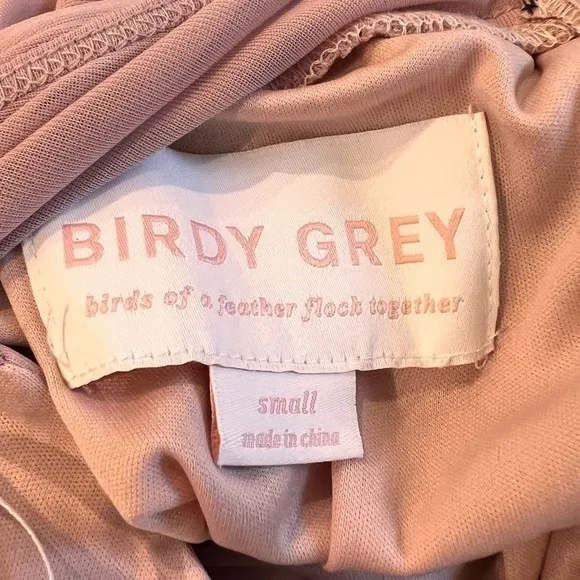 BIRDY GREY
birds of a feather flock together
small
made in china